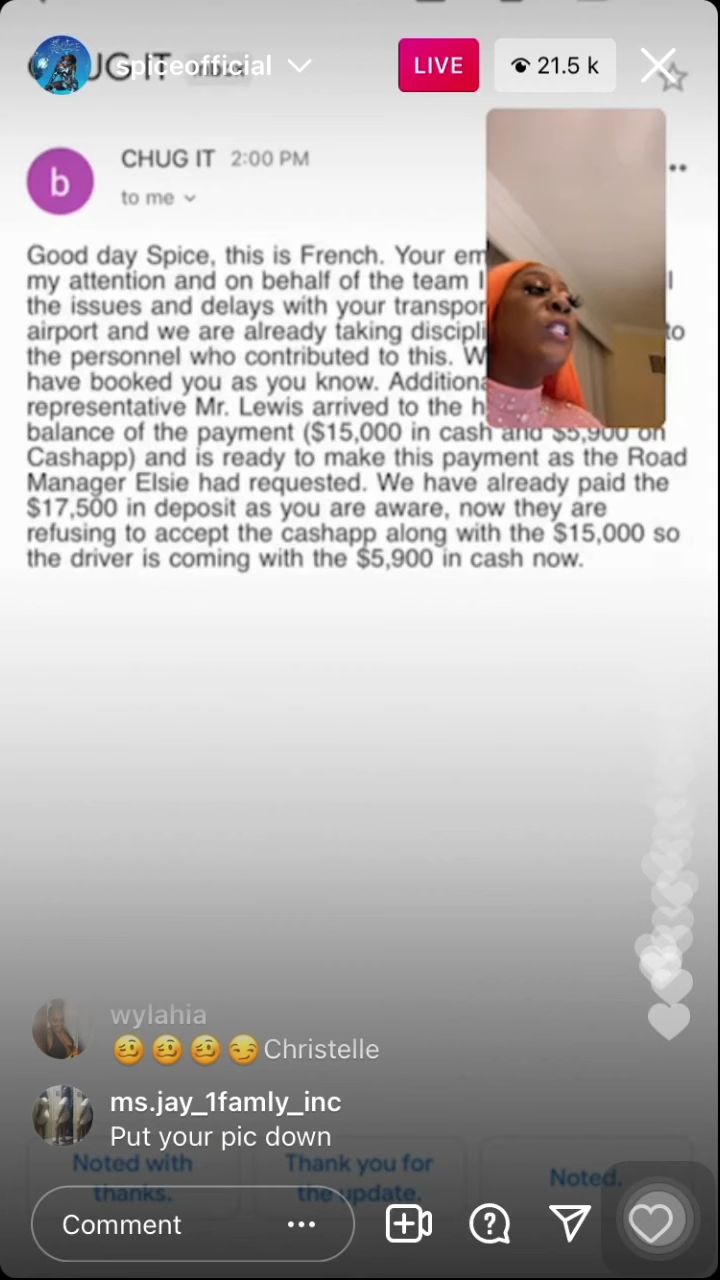 spiceofficial
LIVE
21.5 k
CHUG IT 2:00 PM
b
to me
Good day Spice, this is French. Your em
my attention and on behalf of the team I
the issues and delays with your transpor
airport and we are already taking discipli to
the personnel who contributed to this. W
have booked you as you know. Additiona
representative Mr. Lewis arrived to the h
balance of the payment ($15,000 in cash and $5,900 on
Cashapp) and is ready to make this payment as the Road
Manager Elsie had requested. We have already paid the
$17,500 in deposit as you are aware, now they are
refusing to accept the cashapp along with the $15,000 so
the driver is coming with the $5,900 in cash now.
wylahia
🥴🥴🥴😏Christelle
ms.jay_1famly_inc
Put your pic down
Noted with
thanks.
Thank you for
the update.
Noted.
Comment